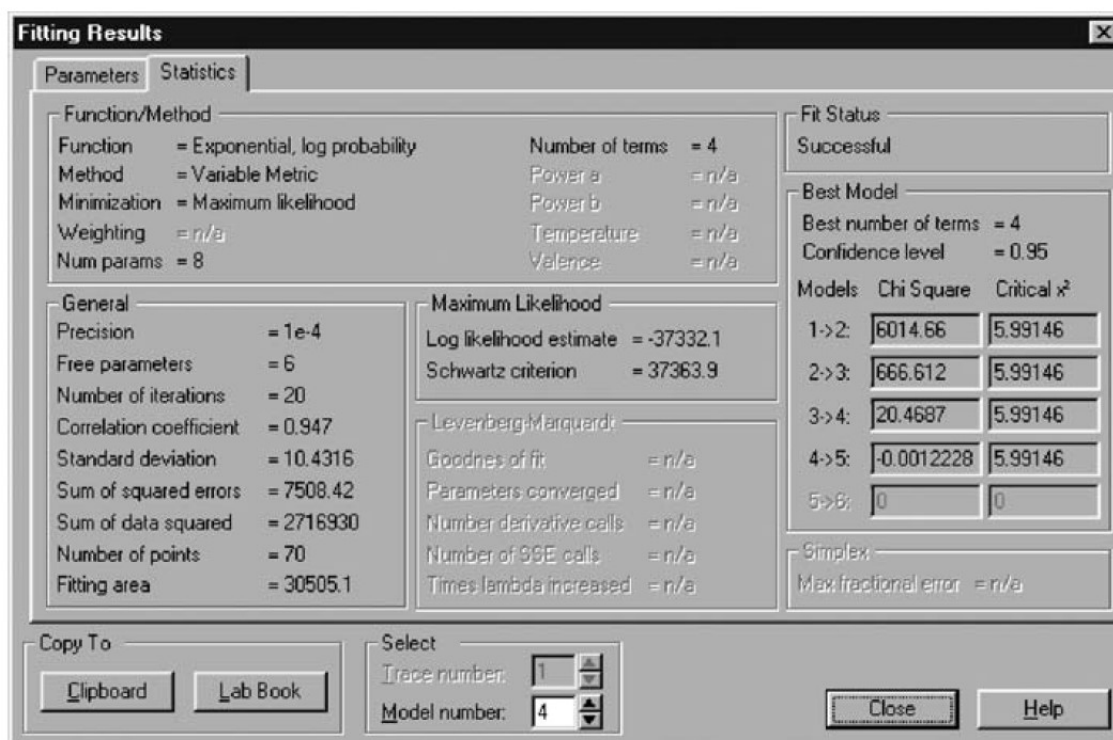 Fitting Results
Parameters
Statistics
Function/Method
Function = Exponential, log probability
Method = Variable Metric
Minimization = Maximum likelihood
Weighting = n/a
Num params = 8
Number of terms = 4
Power a = n/a
Power b = n/a
Temperature = n/a
Valence = n/a
Fit Status
Successful
Best Model
Best number of terms = 4
Confidence level = 0.95
Models Chi Square Critical x²
1->2: 6014.66 5.99146
2->3: 666.612 5.99146
3->4: 20.4687 5.99146
4->5: -0.0012228 5.99146
5->6: 0 0
General
Precision = 1e-4
Free parameters = 6
Number of iterations = 20
Correlation coefficient = 0.947
Standard deviation = 10.4316
Sum of squared errors = 7508.42
Sum of data squared = 2716930
Number of points = 70
Fitting area = 30505.1
Maximum Likelihood
Log likelihood estimate = -37332.1
Schwartz criterion = 37363.9
Levenberg-Marquardt
Goodnes of fit = n/a
Parameters converged = n/a
Number derivative calls = n/a
Number of SSE calls = n/a
Times lambda increased = n/a
Simplex
Max fractional error = n/a
Copy To
Clipboard
Lab Book
Select
Trace number: 1
Model number: 4
Close
Help